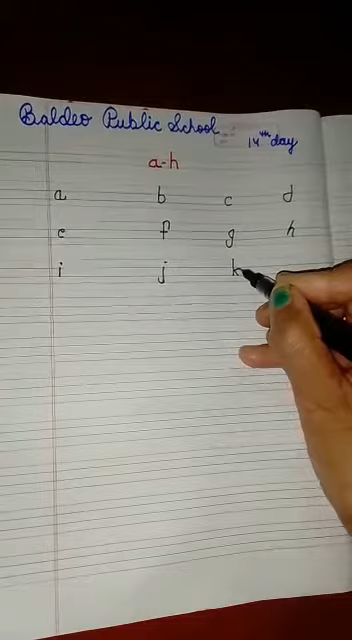 Baldeo Public School
14th day
a-h
a b c d
e f g h
i j k